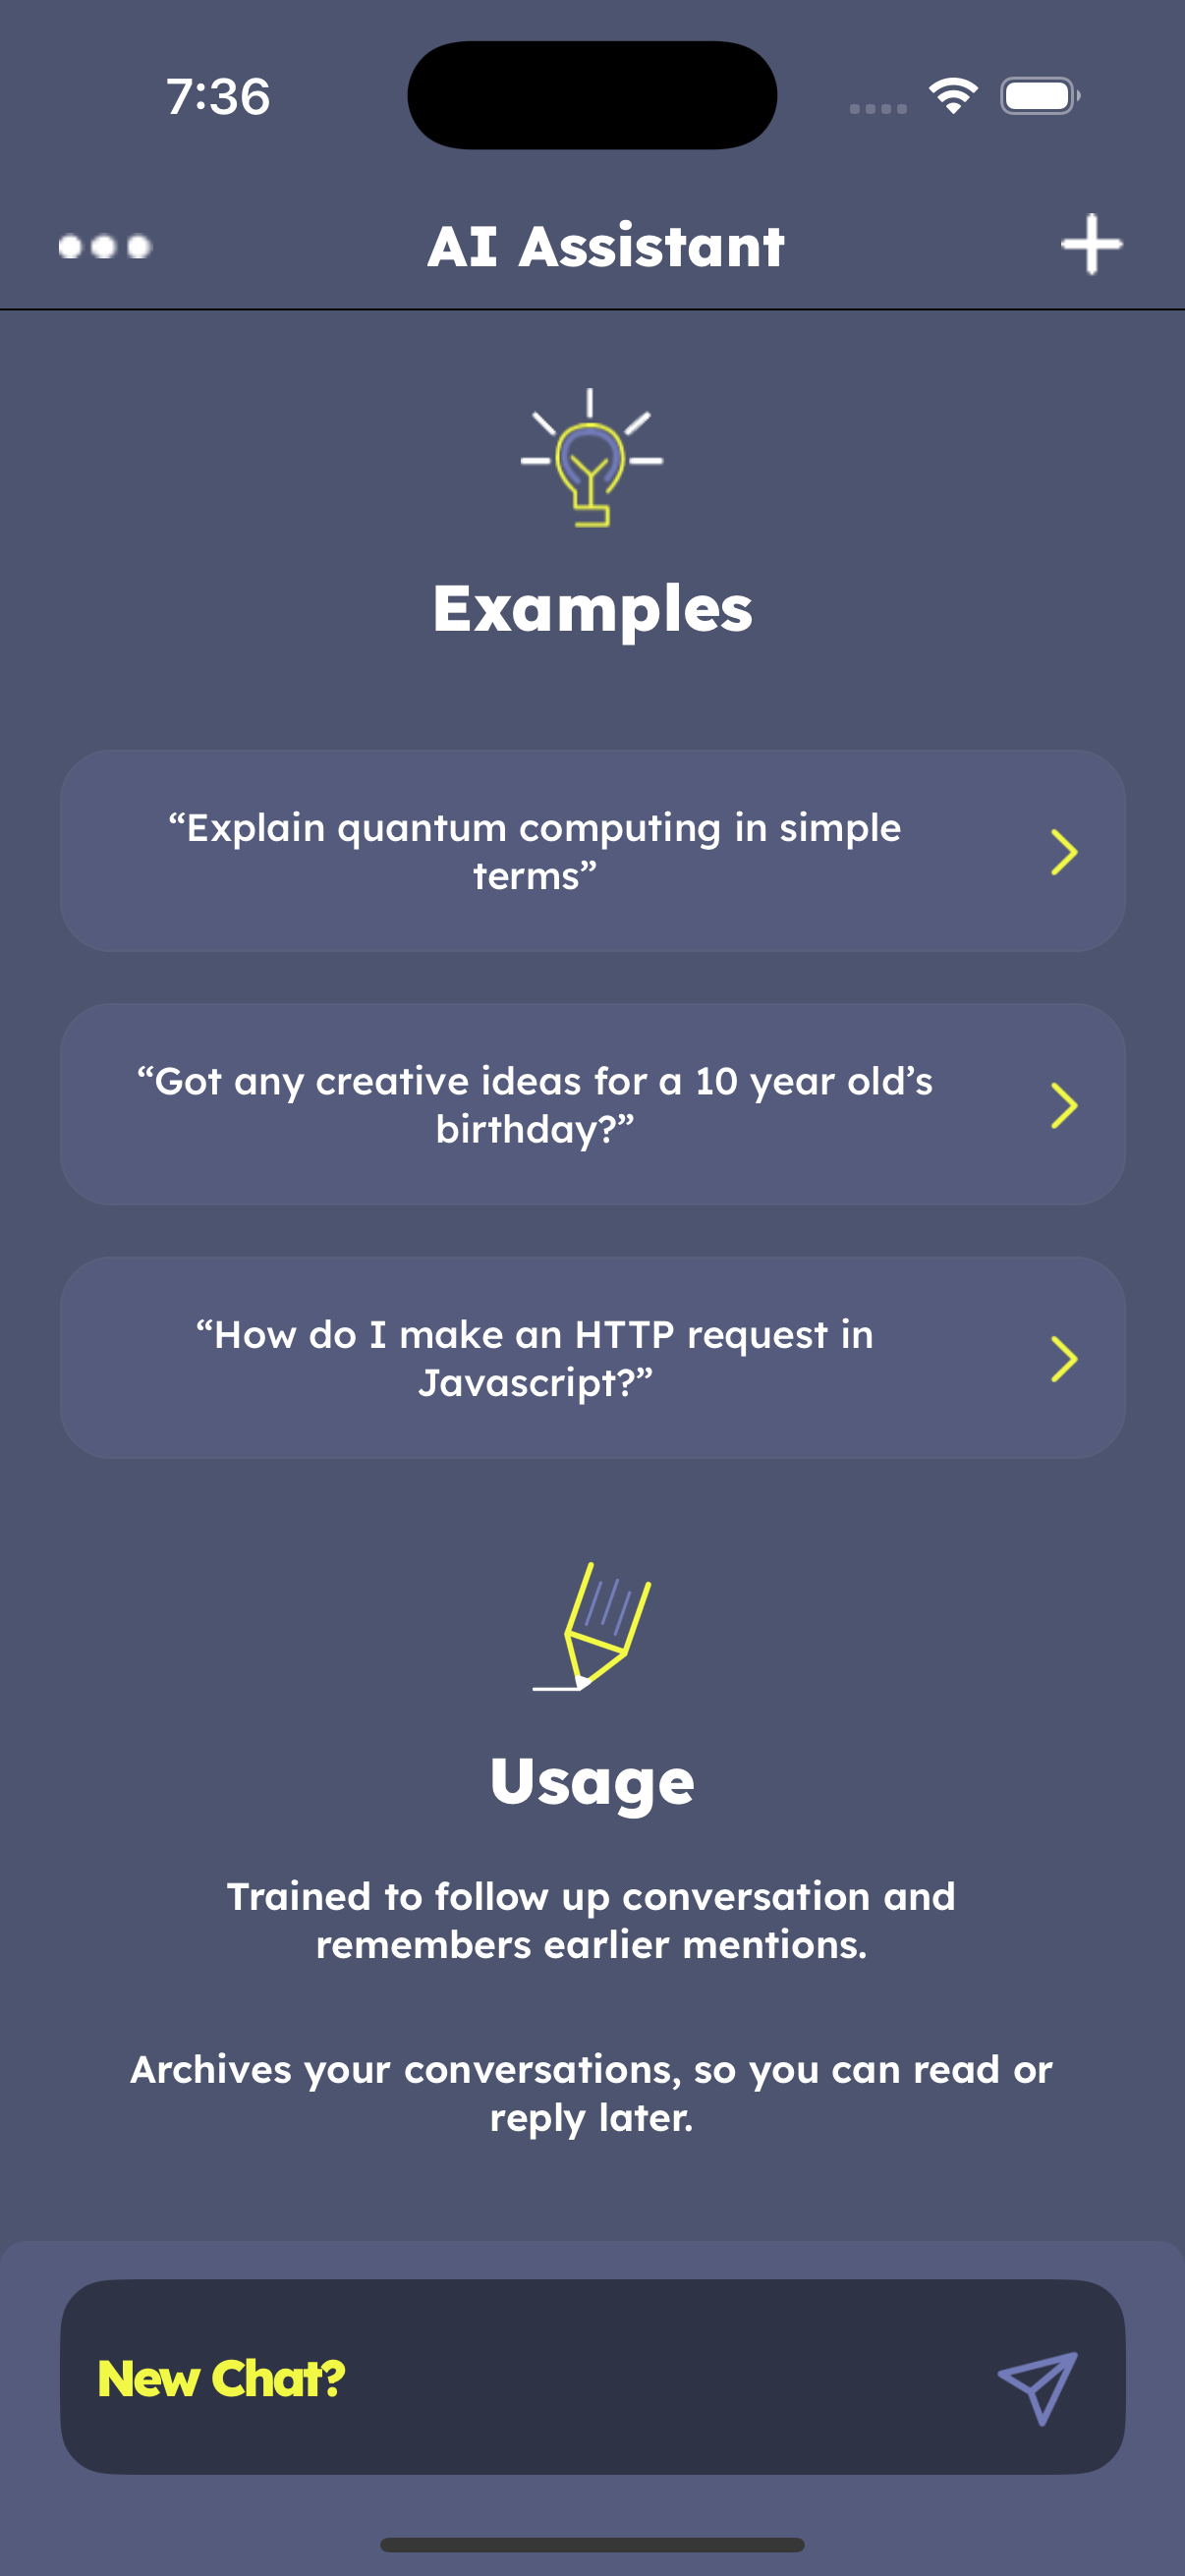 7:36
AI Assistant
Examples
“Explain quantum computing in simple
terms”
“Got any creative ideas for a 10 year old’s
birthday?”
“How do I make an HTTP request in
Javascript?”
Usage
Trained to follow up conversation and
remembers earlier mentions.
Archives your conversations, so you can read or
reply later.
New Chat?